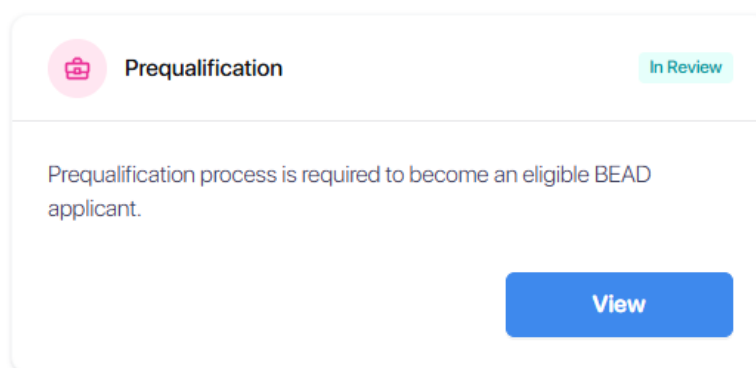 Prequalification
In Review
Prequalification process is required to become an eligible BEAD
applicant.
View